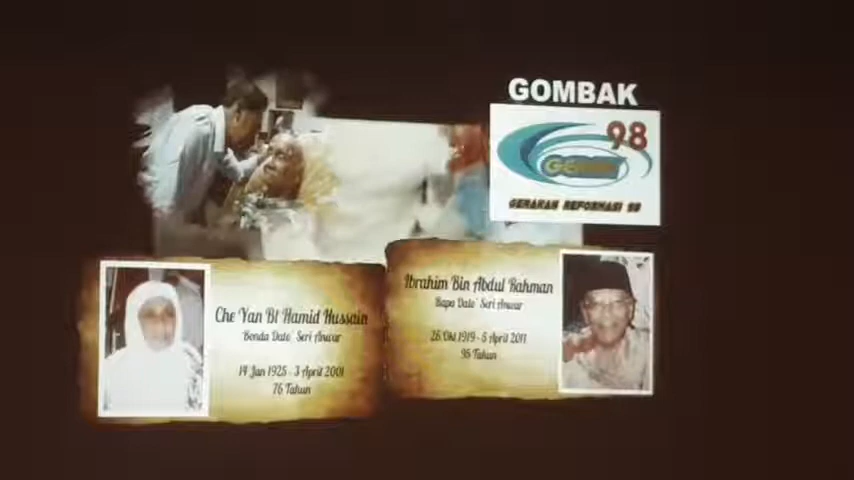 GOMBAK
98
GERAKAN REFORMASI 98
Che Yan Bt Hamid Hussain
Bonda Dato' Seri Anwar
14 Jan 1925 - 3 April 2001
76 Tahun
Ibrahim Bin Abdul Rahman
Bapa Dato' Seri Anwar
26 Okt 1919 - 5 April 2011
95 Tahun